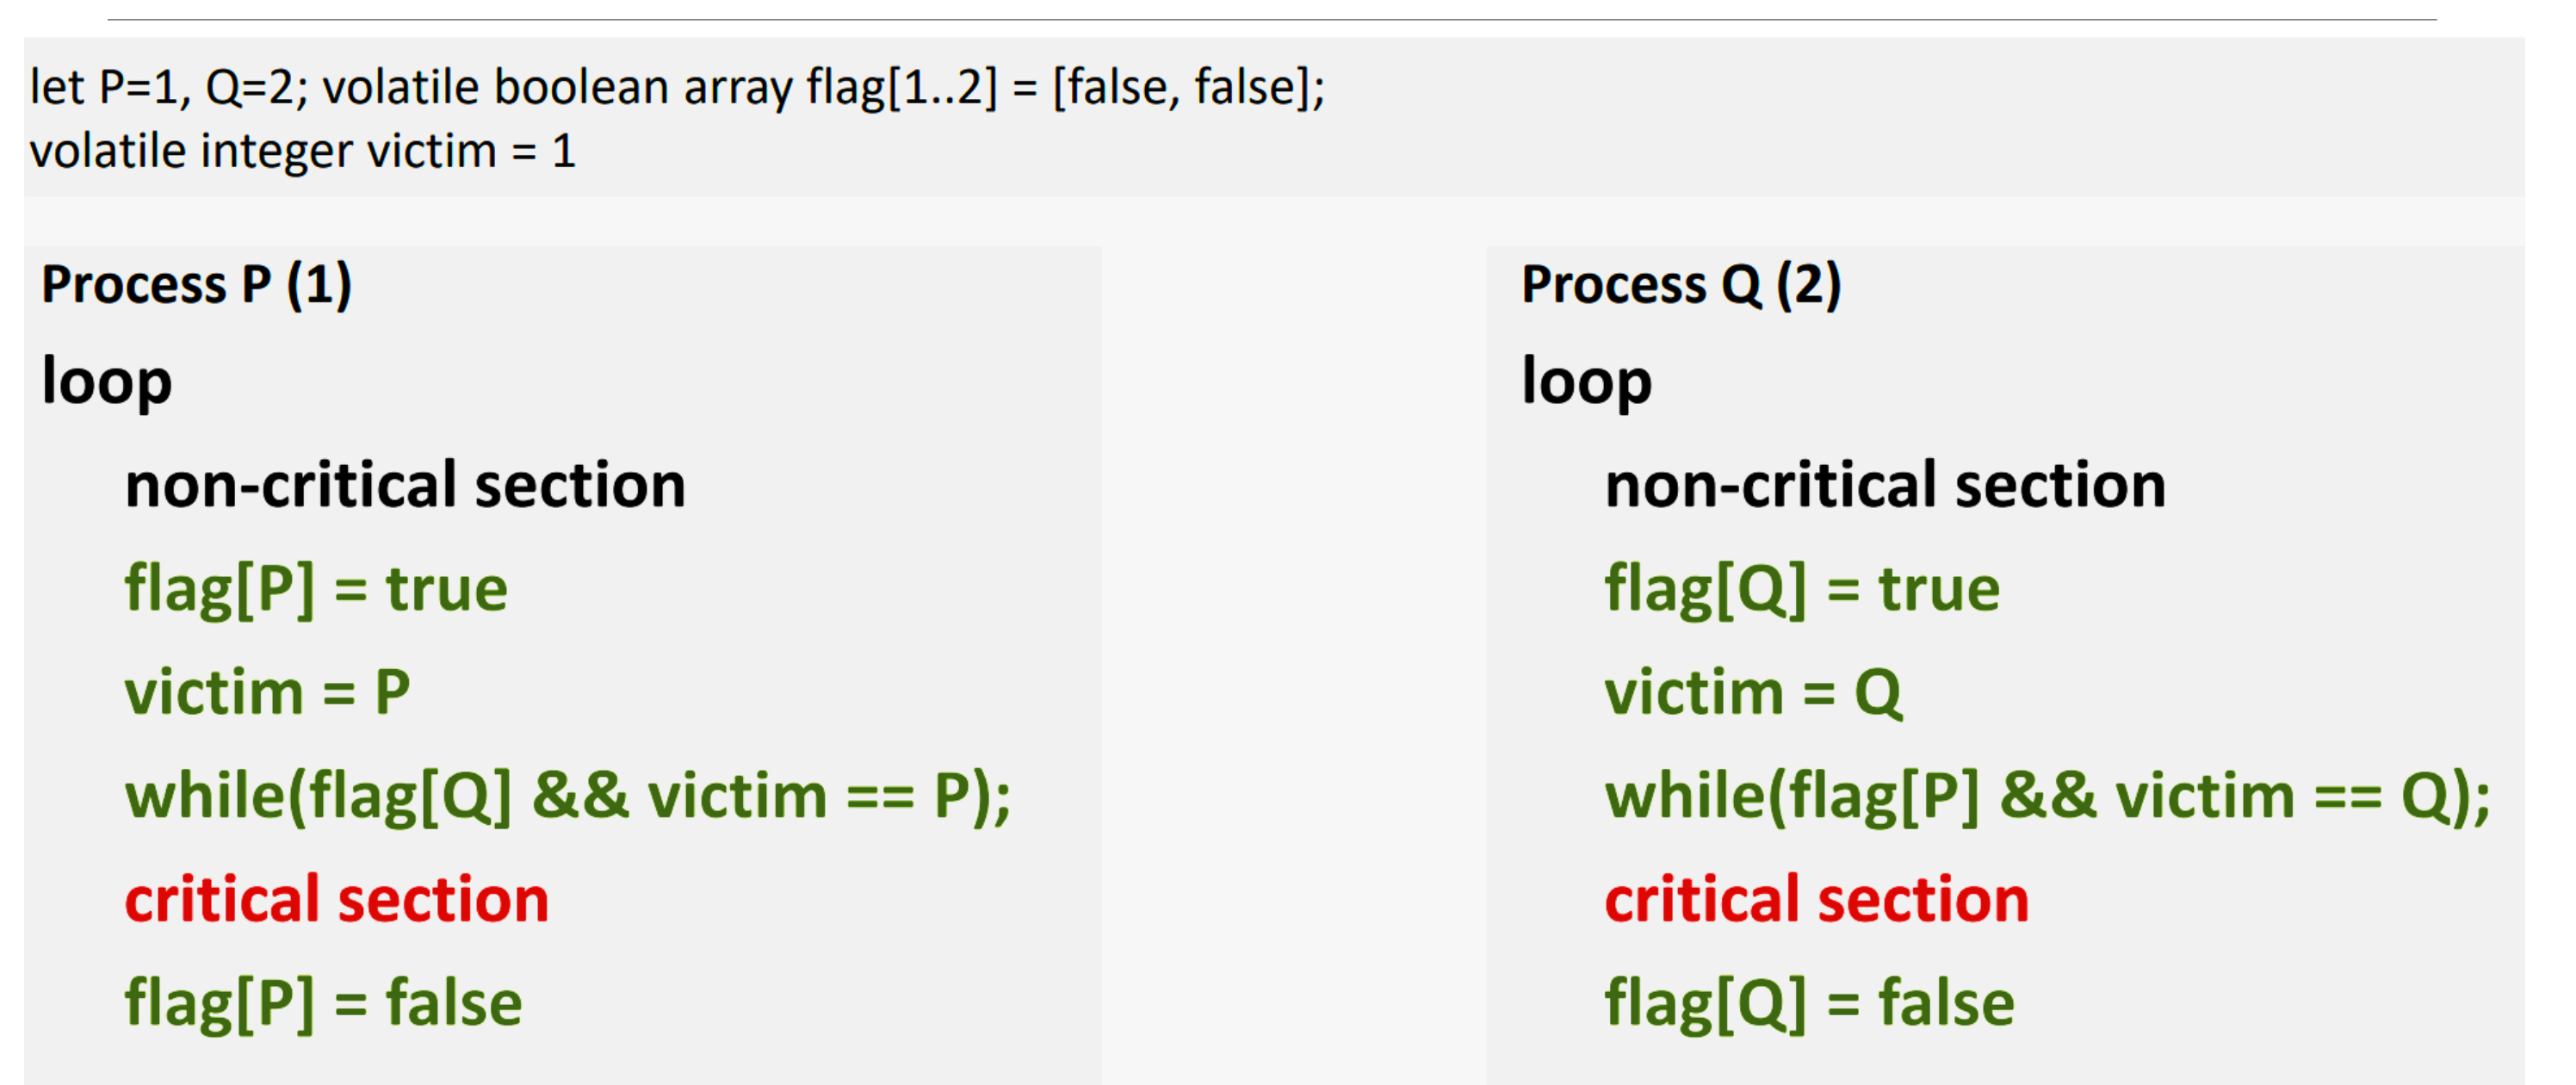 let P=1, Q=2; volatile boolean array flag[1..2] = [false, false];
volatile integer victim = 1
Process P (1)
loop
non-critical section
flag[P] = true
victim = P
while(flag[Q] && victim == P);
critical section
flag[P] = false
Process Q (2)
loop
non-critical section
flag[Q] = true
victim = Q
while(flag[P] && victim == Q);
critical section
flag[Q] = false